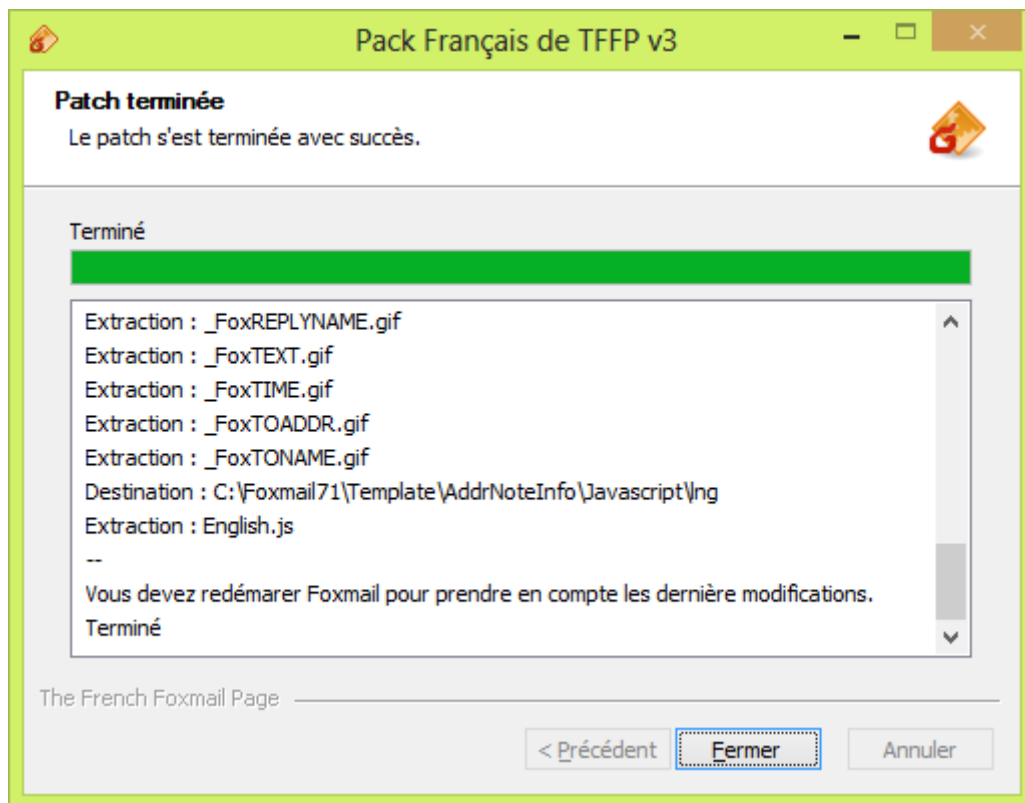 Pack Français de TFFP v3
Patch terminée
Le patch s'est terminée avec succès.
Terminé
Extraction : _FoxREPLYNAME.gif
Extraction : _FoxTEXT.gif
Extraction : _FoxTIME.gif
Extraction : _FoxTOADDR.gif
Extraction : _FoxTONAME.gif
Destination : C:\Foxmail71\Template\AddrNoteInfo\Javascript\lng
Extraction : English.js
--
Vous devez redémarer Foxmail pour prendre en compte les dernière modifications.
Terminé
The French Foxmail Page
< Précédent Fermer Annuler